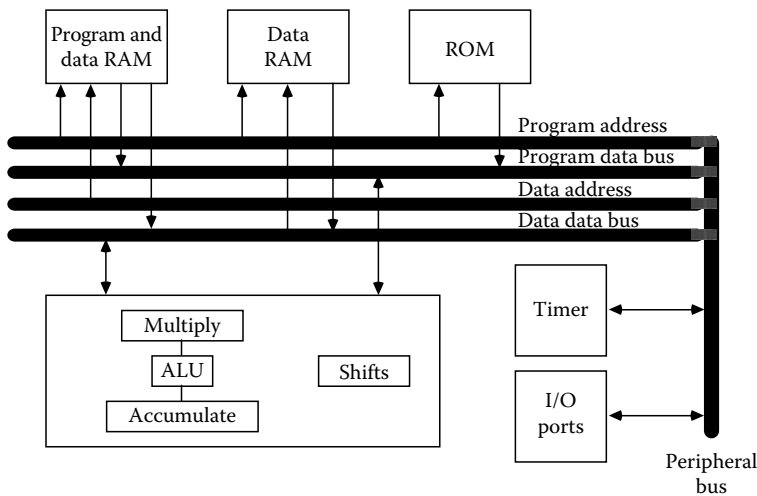 Program and
data RAM
Data
RAM
ROM
Program address
Program data bus
Data address
Data data bus
Multiply
ALU
Accumulate
Shifts
Timer
I/O
ports
Peripheral
bus